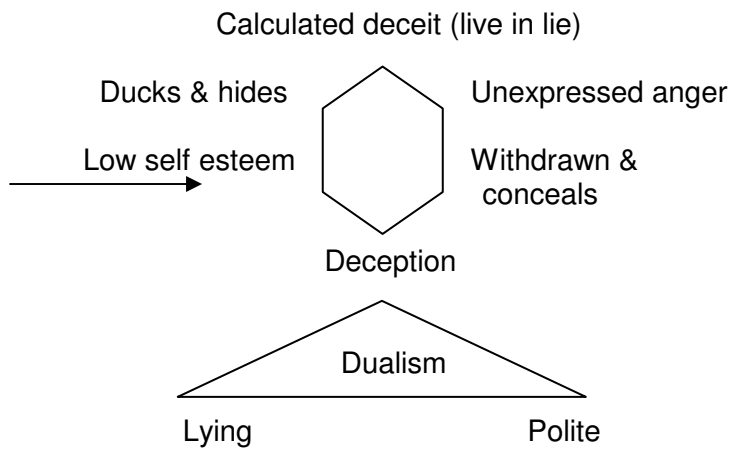 Calculated deceit (live in lie)
Ducks & hides
Unexpressed anger
Low self esteem
Withdrawn &
conceals
Deception
Dualism
Lying
Polite